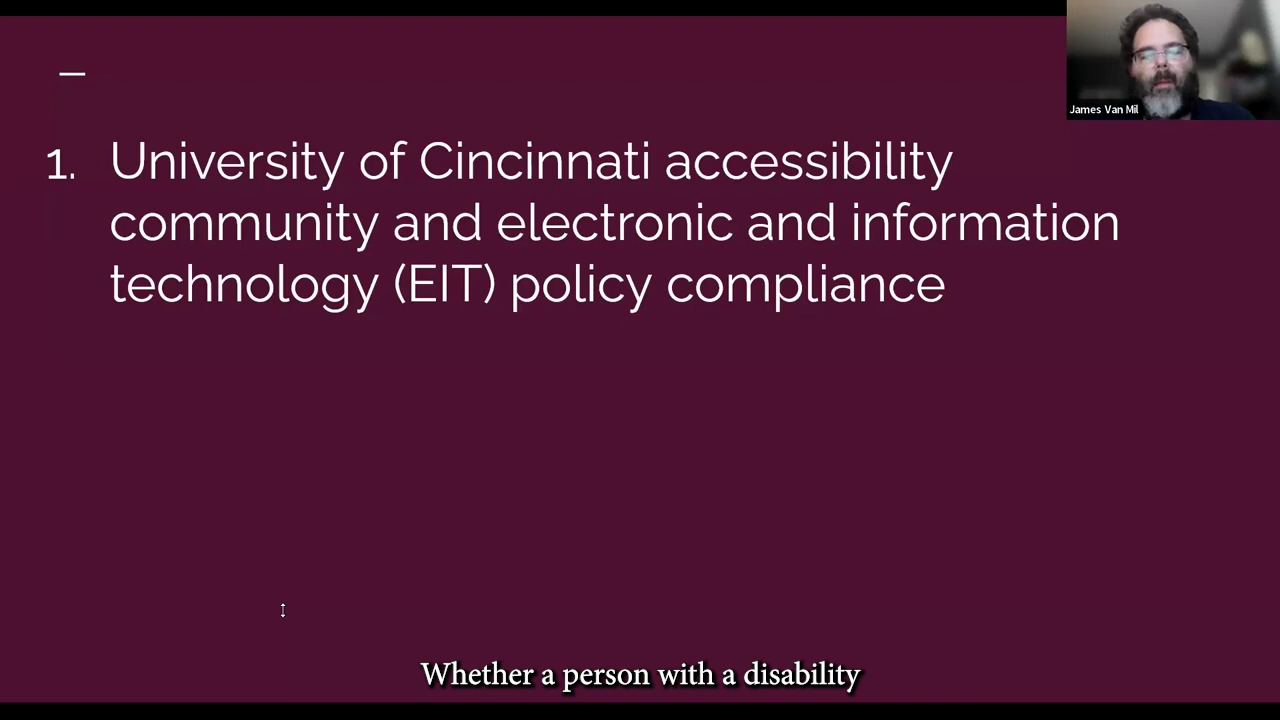 James Van Mil
1. University of Cincinnati accessibility
community and electronic and information
technology (EIT) policy compliance
Whether a person with a disability